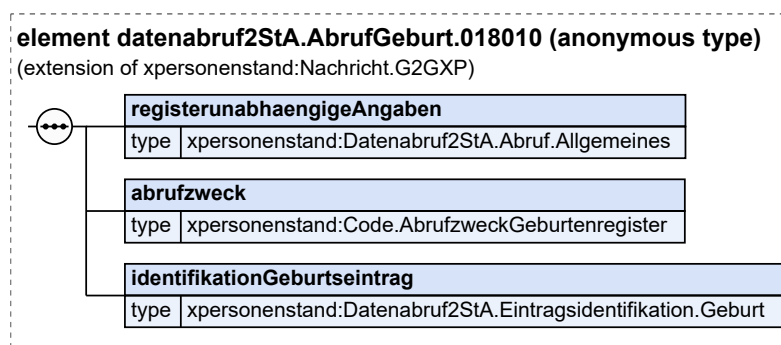 element datenabruf2StA.AbrufGeburt.018010 (anonymous type)
(extension of xpersonenstand:Nachricht.G2GXP)
registerunabhaengigeAngaben
type xpersonenstand:Datenabruf2StA.Abruf.Allgemeines
abrufzweck
type xpersonenstand:Code.AbrufzweckGeburtenregister
identifikationGeburtseintrag
type xpersonenstand:Datenabruf2StA.Eintragsidentifikation.Geburt